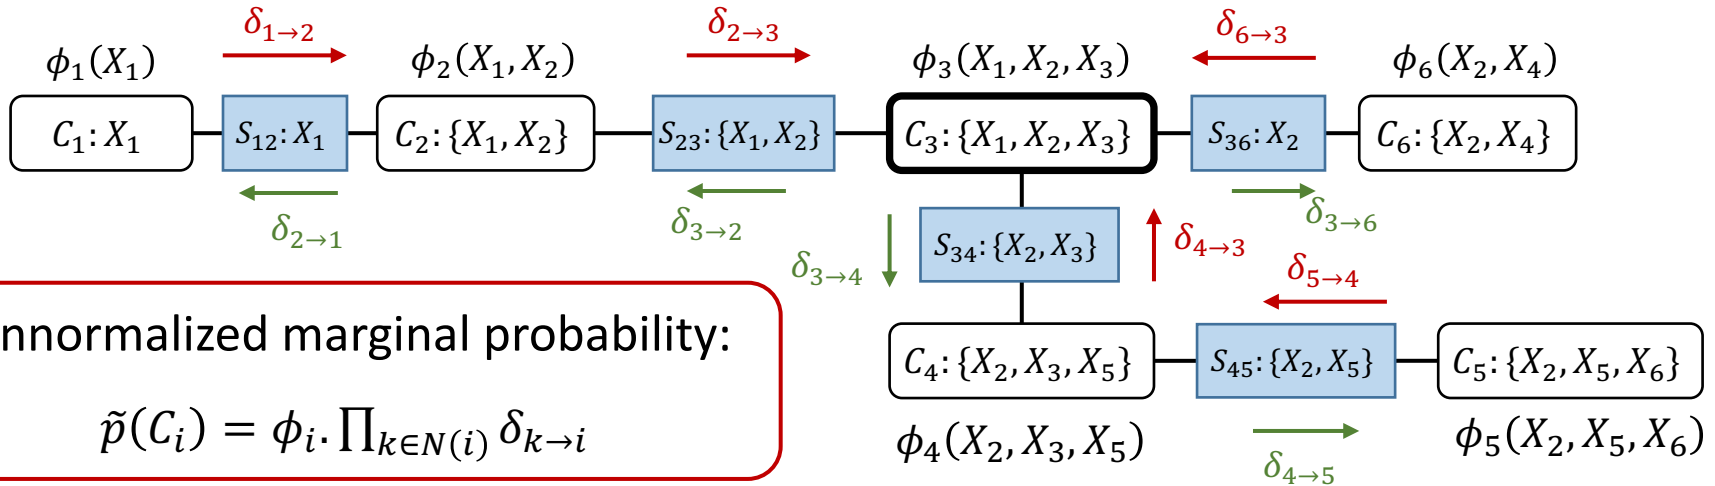 δ₁→₂ δ₂→₃ δ₆→₃
ϕ₁(X₁) ϕ₂(X₁, X₂) ϕ₃(X₁, X₂, X₃) ϕ₆(X₂, X₄)
C₁: X₁ S₁₂: X₁ C₂: {X₁, X₂} S₂₃: {X₁, X₂} C₃: {X₁, X₂, X₃} S₃₆: X₂ C₆: {X₂, X₄}
δ₂→₁ δ₃→₂ δ₃→₆
δ₃→₄ S₃₄: {X₂, X₃} δ₄→₃
δ₅→₄
nnormalized marginal probability:
C₄: {X₂, X₃, X₅} S₄₅: {X₂, X₅} C₅: {X₂, X₅, X₆}
p̃(Cᵢ) = ϕᵢ. ∏ₖ∈N(i) δₖ→ᵢ
ϕ₄(X₂, X₃, X₅) ϕ₅(X₂, X₅, X₆)
δ₄→₅